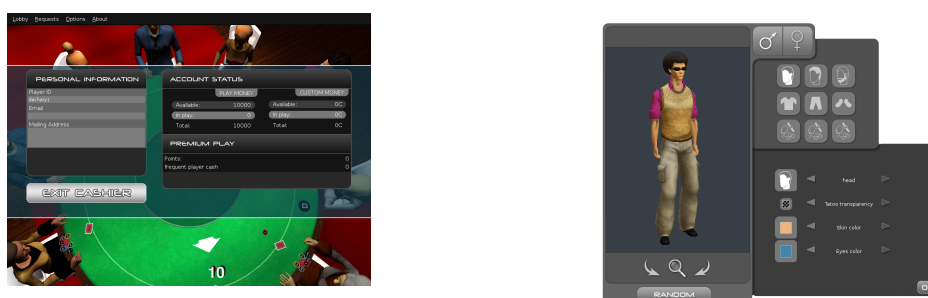 Lobby Requests Options About
PERSONAL INFORMATION
Player ID
dachary1
Email
Mailing Address
EXIT CASHIER
ACCOUNT STATUS
PLAY MONEY CUSTOM MONEY
Available: 10000 Available: 0C
In play: 0 In play: 0C
Total: 10000 Total: 0C
PREMIUM PLAY
Points: 0
frequent player cash 0
10
head
Tatoo transparency
Skin color
Eyes color
RANDOM